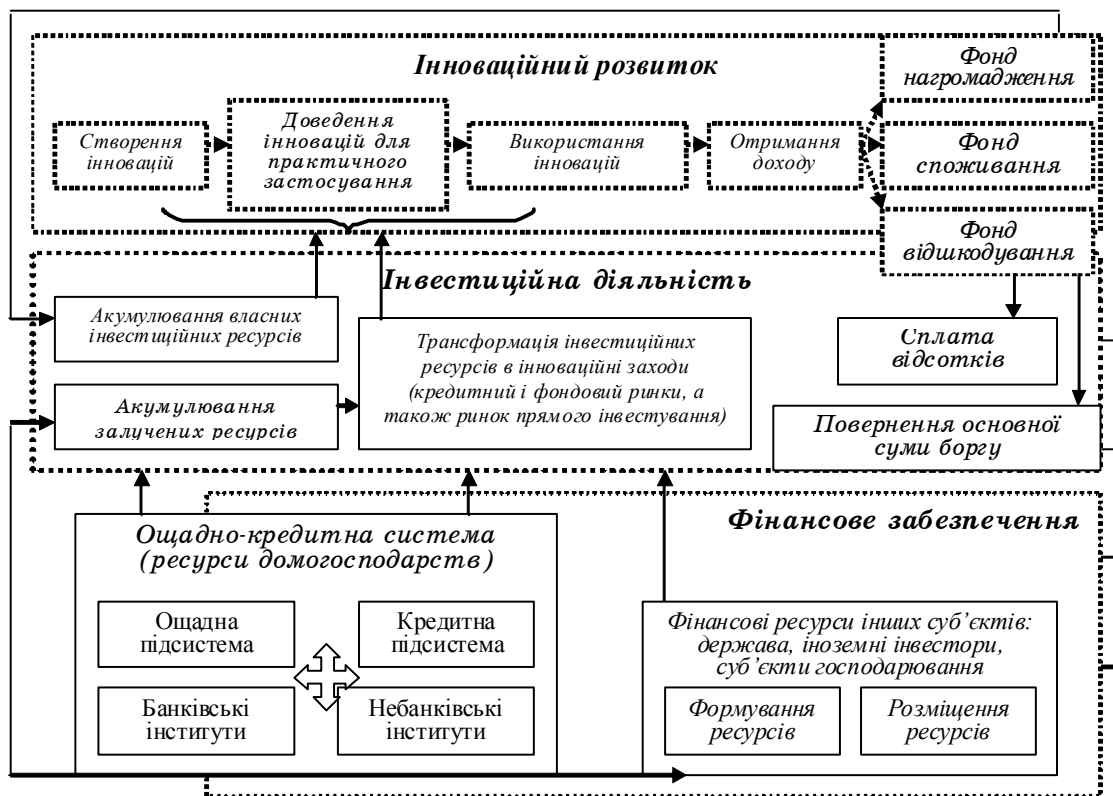 Інноваційний розвиток
Фонд
нагромадження
Створення
інновацій
Доведення
інновацій для
практичного
застосування
Використання
інновацій
Отримання
доходу
Фонд
споживання
Фонд
відшкодування
Інвестиційна діяльність
Акумулювання власних
інвестиційних ресурсів
Трансформація інвестиційних
ресурсів в інноваційні заходи
(кредитний і фондовий ринки, а
також ринок прямого інвестування)
Сплата
відсотків
Акумулювання
залучених ресурсів
Повернення основної
суми боргу
Фінансове забезпечення
Ощадно-кредитна система
(ресурси домогосподарств)
Ощадна
підсистема
Кредитна
підсистема
Банківські
інститути
Небанківські
інститути
Фінансові ресурси інших суб’єктів:
держава, іноземні інвестори,
суб’єкти господарювання
Формування
ресурсів
Розміщення
ресурсів